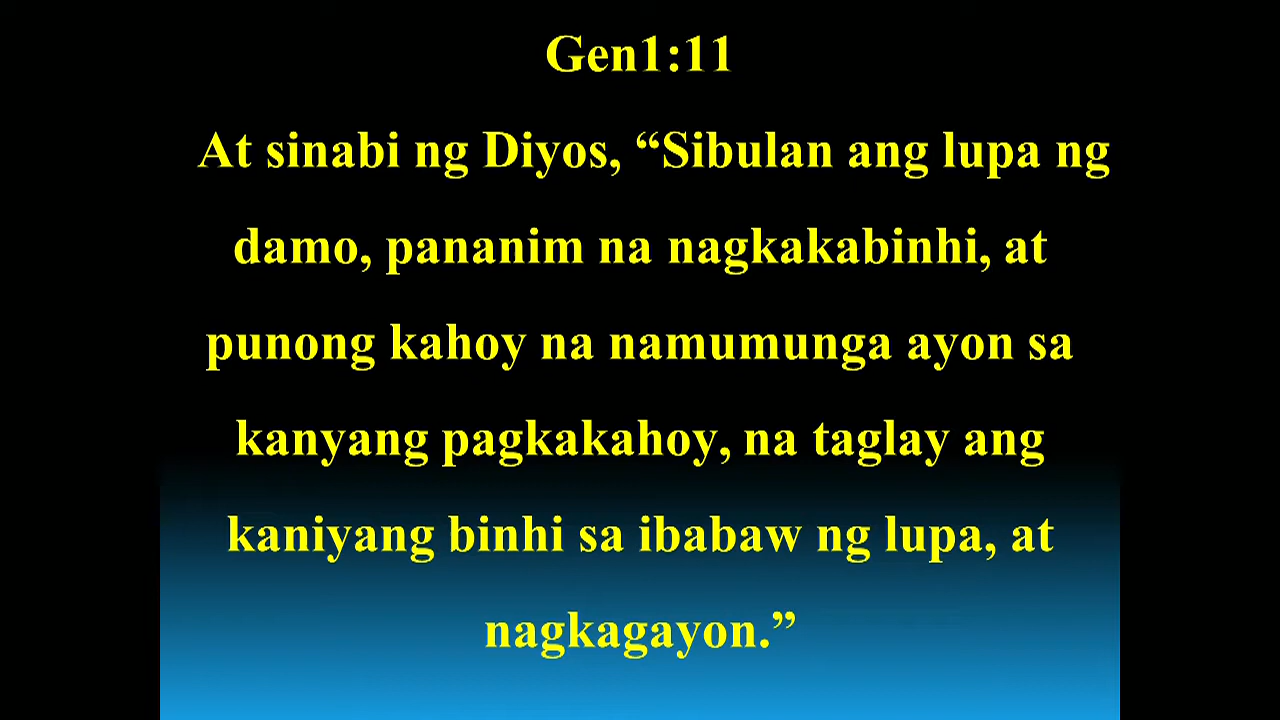 Gen1:11
At sinabi ng Diyos, “Sibulan ang lupa ng
damo, pananim na nagkakabinhi, at
punong kahoy na namumunga ayon sa
kanyang pagkakahoy, na taglay ang
kaniyang binhi sa ibabaw ng lupa, at
nagkagayon.”